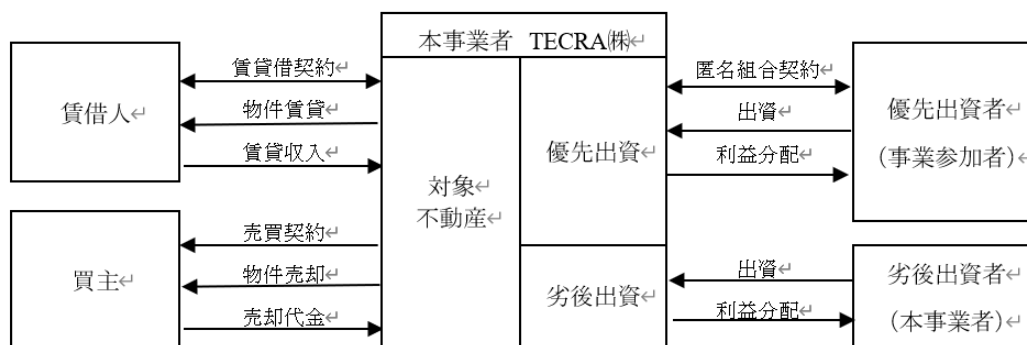 本事業者 TECRA㈱↵
賃借人↵
賃貸借契約↵
物件賃貸↵
賃貸収入↵
買主↵
売買契約↵
物件売却↵
売却代金↵
対象↵
不動産↵
優先出資↵
劣後出資↵
匿名組合契約↵
出資↵
利益分配↵
優先出資者↵
（事業参加者）↵
出資↵
利益分配↵
劣後出資者↵
（本事業者）↵